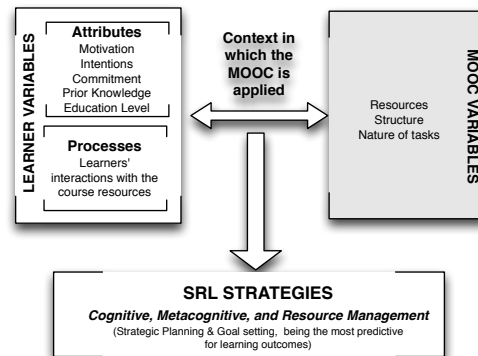 LEARNER VARIABLES
Attributes
Motivation
Intentions
Commitment
Prior Knowledge
Education Level
Processes
Learners'
interactions with the
course resources
Context in
which the
MOOC is
applied
Resources
Structure
Nature of tasks
MOOC VARIABLES
SRL STRATEGIES
Cognitive, Metacognitive, and Resource Management
(Strategic Planning & Goal setting, being the most predictive
for learning outcomes)